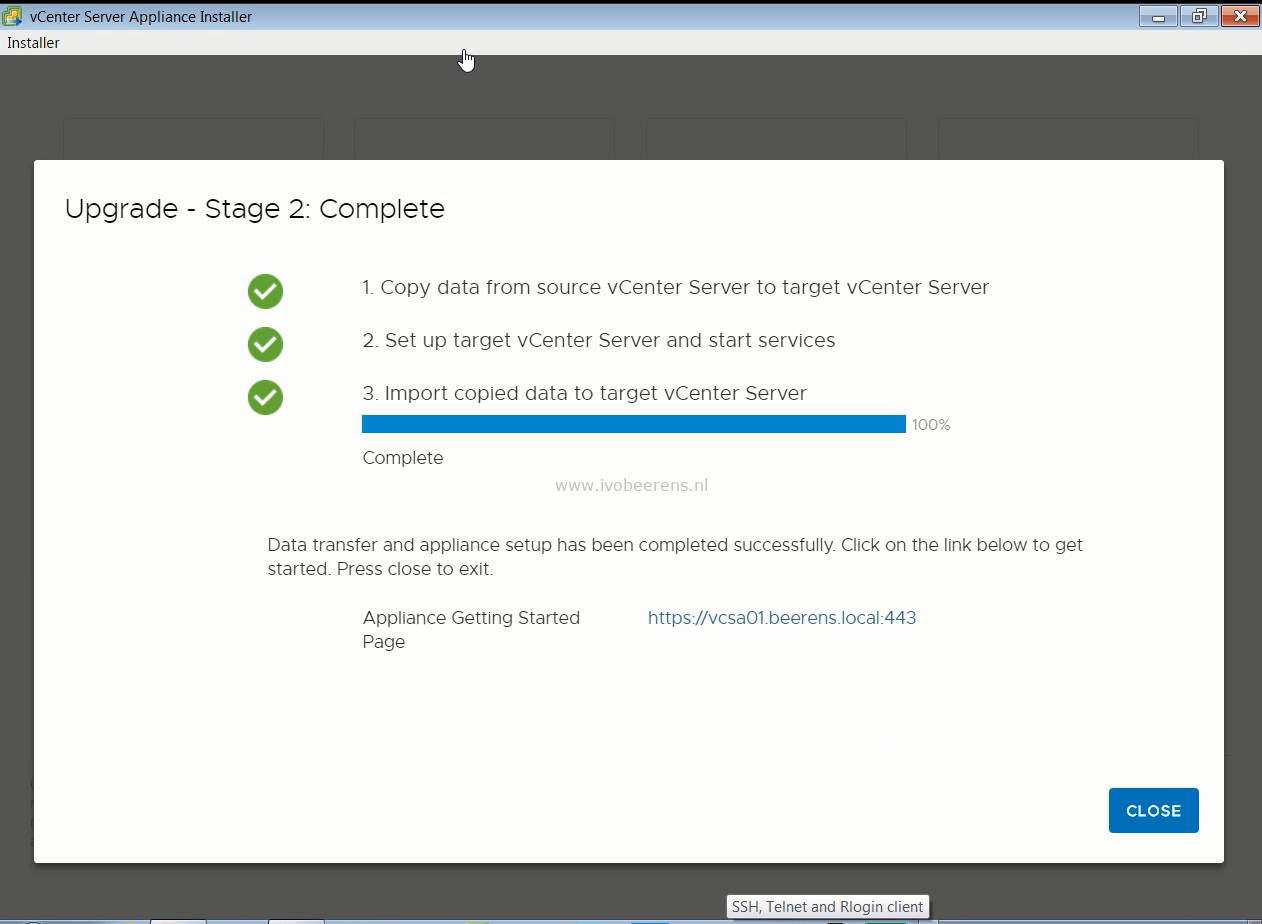 vCenter Server Appliance Installer
Installer
Upgrade - Stage 2: Complete
1. Copy data from source vCenter Server to target vCenter Server
2. Set up target vCenter Server and start services
3. Import copied data to target vCenter Server
100%
Complete
www.ivobeerens.nl
Data transfer and appliance setup has been completed successfully. Click on the link below to get
started. Press close to exit.
Appliance Getting Started
Page
https://vcsa01.beerens.local:443
CLOSE
SSH, Telnet and Rlogin client